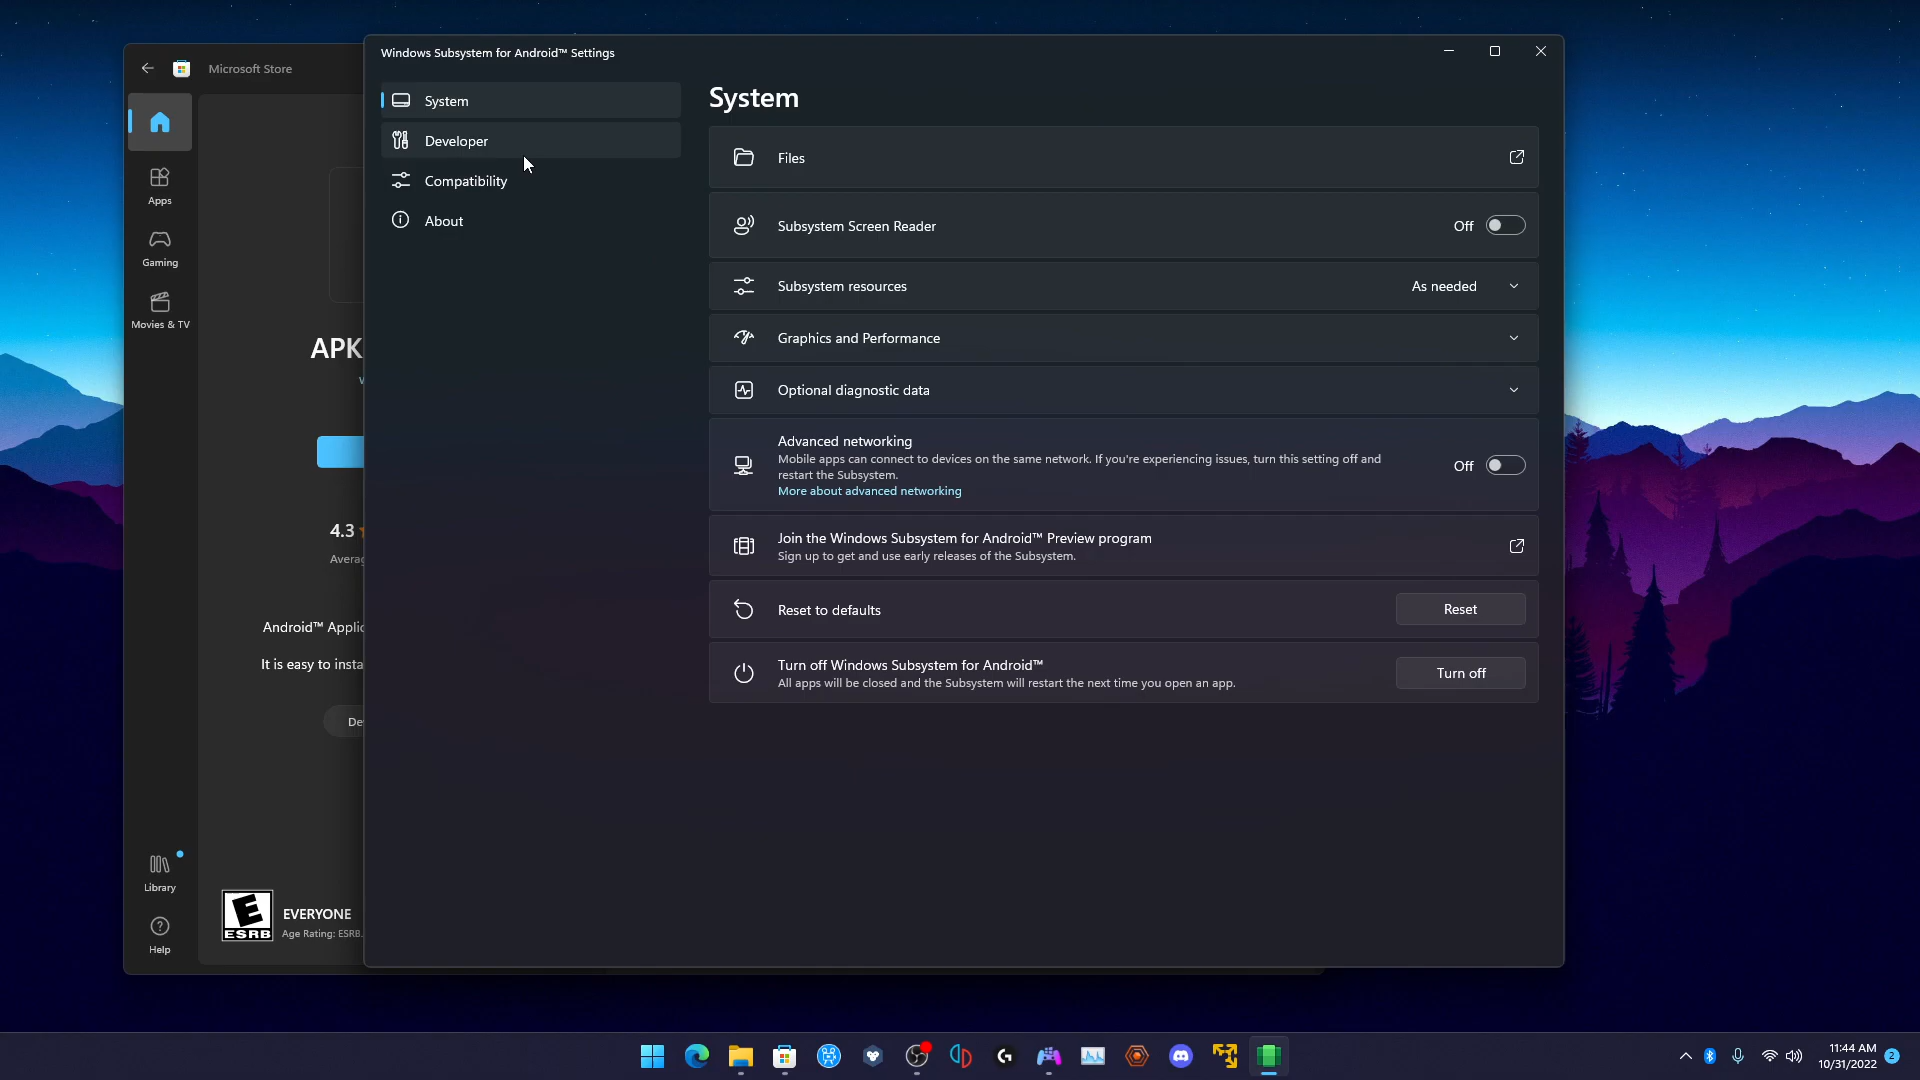 Microsoft Store
Apps
Gaming
Movies & TV
Library
Help
APK
4.3
Android™
It is easy to
E
ESRB
EVERYONE
Age Rating: ESRB.
Windows Subsystem for Android™ Settings
System
Developer
Compatibility
About
System
Files
Subsystem Screen Reader
Off
Subsystem resources
As needed
Graphics and Performance
Optional diagnostic data
Advanced networking
Mobile apps can connect to devices on the same network. If you're experiencing issues, turn this setting off and
restart the Subsystem.
More about advanced networking
Off
Join the Windows Subsystem for Android™ Preview program
Sign up to get and use early releases of the Subsystem.
Reset to defaults
Reset
Turn off Windows Subsystem for Android™
All apps will be closed and the Subsystem will restart the next time you open an app.
Turn off
11:44 AM
10/31/2022
2